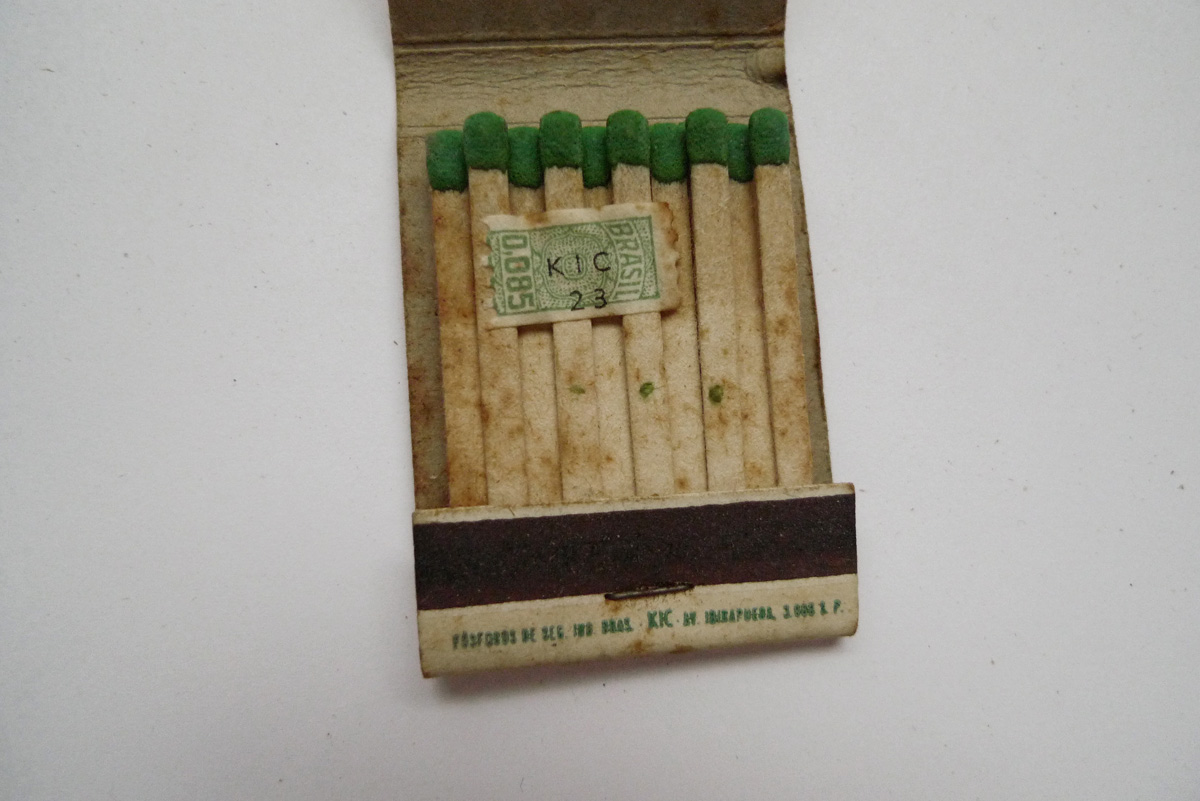 BRASIL
0,085
KIC
23
FÓSFOROS DE SEG. IND. BRAS. · KIC · AV. IBIRAPUERA, 3.000 S. P.